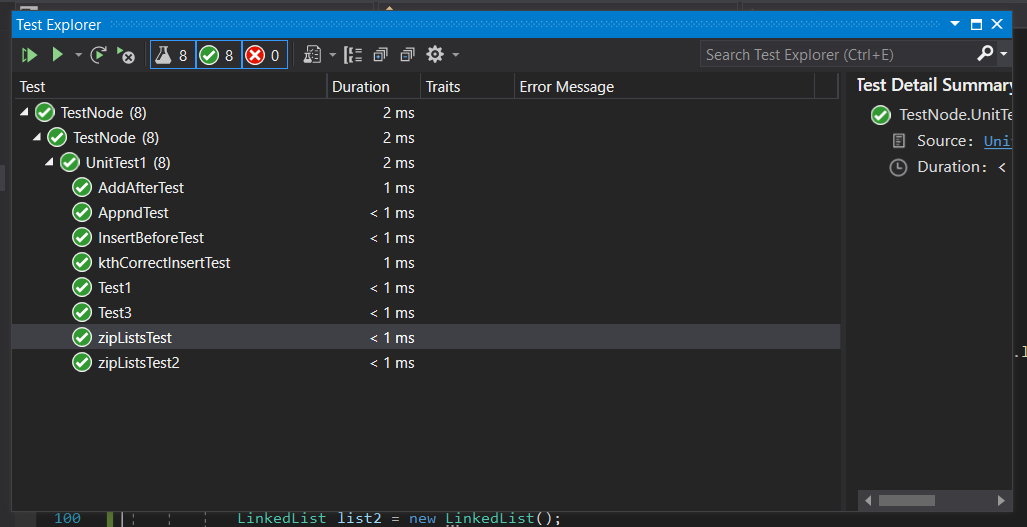 Test Explorer
8 8 0
Search Test Explorer (Ctrl+E)
Test Duration Traits Error Message
TestNode (8) 2 ms
TestNode (8) 2 ms
UnitTest1 (8) 2 ms
AddAfterTest 1 ms
AppndTest < 1 ms
InsertBeforeTest < 1 ms
kthCorrectInsertTest 1 ms
Test1 < 1 ms
Test3 < 1 ms
zipListsTest < 1 ms
zipListsTest2 < 1 ms
Test Detail Summary
TestNode.UnitTe
Source: Uni
Duration: <
100 LinkedList list2 = new LinkedList();